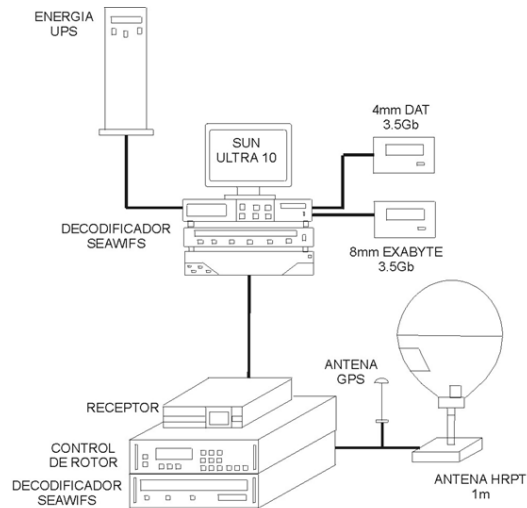 ENERGIA
UPS
4mm DAT
3.5Gb
SUN
ULTRA 10
DECODIFICADOR
SEAWIFS
8mm EXABYTE
3.5Gb
ANTENA
GPS
RECEPTOR
CONTROL
DE ROTOR
DECODIFICADOR
SEAWIFS
ANTENA HRPT
1m